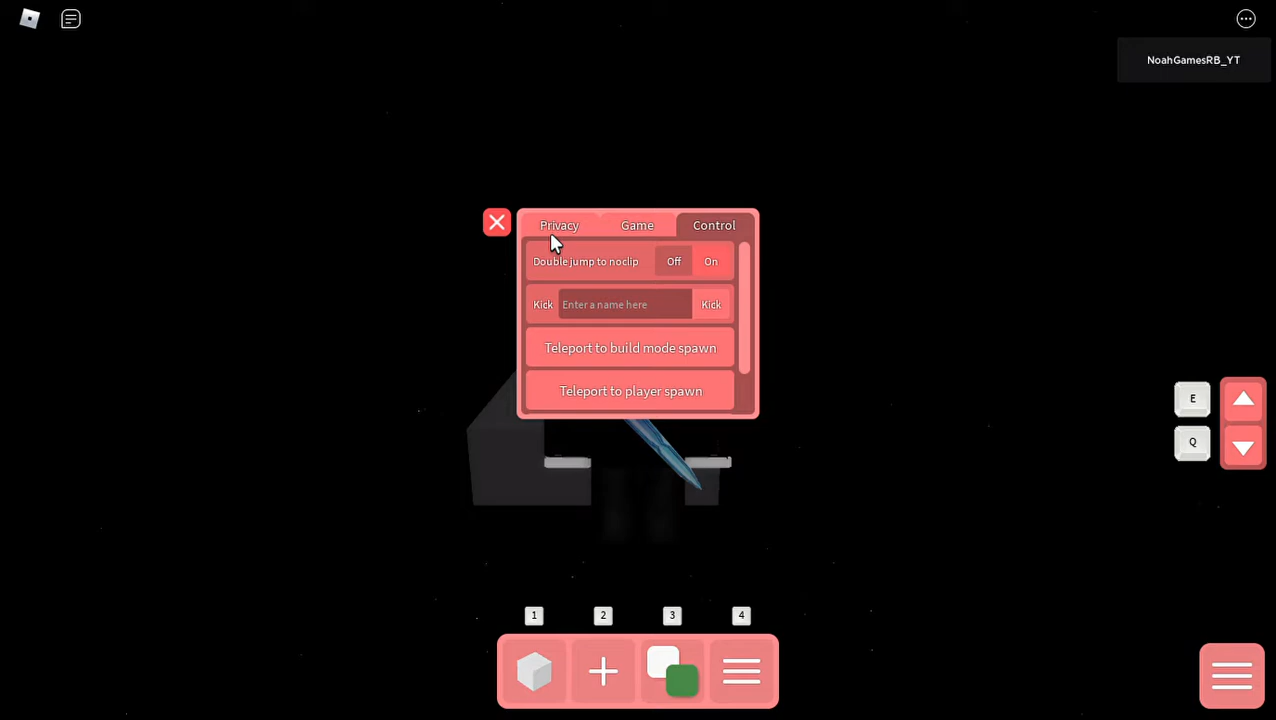 NoahGamesRB_YT
Privacy Game Control
Double jump to noclip Off On
Kick Enter a name here Kick
Teleport to build mode spawn
Teleport to player spawn
E
Q
1 2 3 4